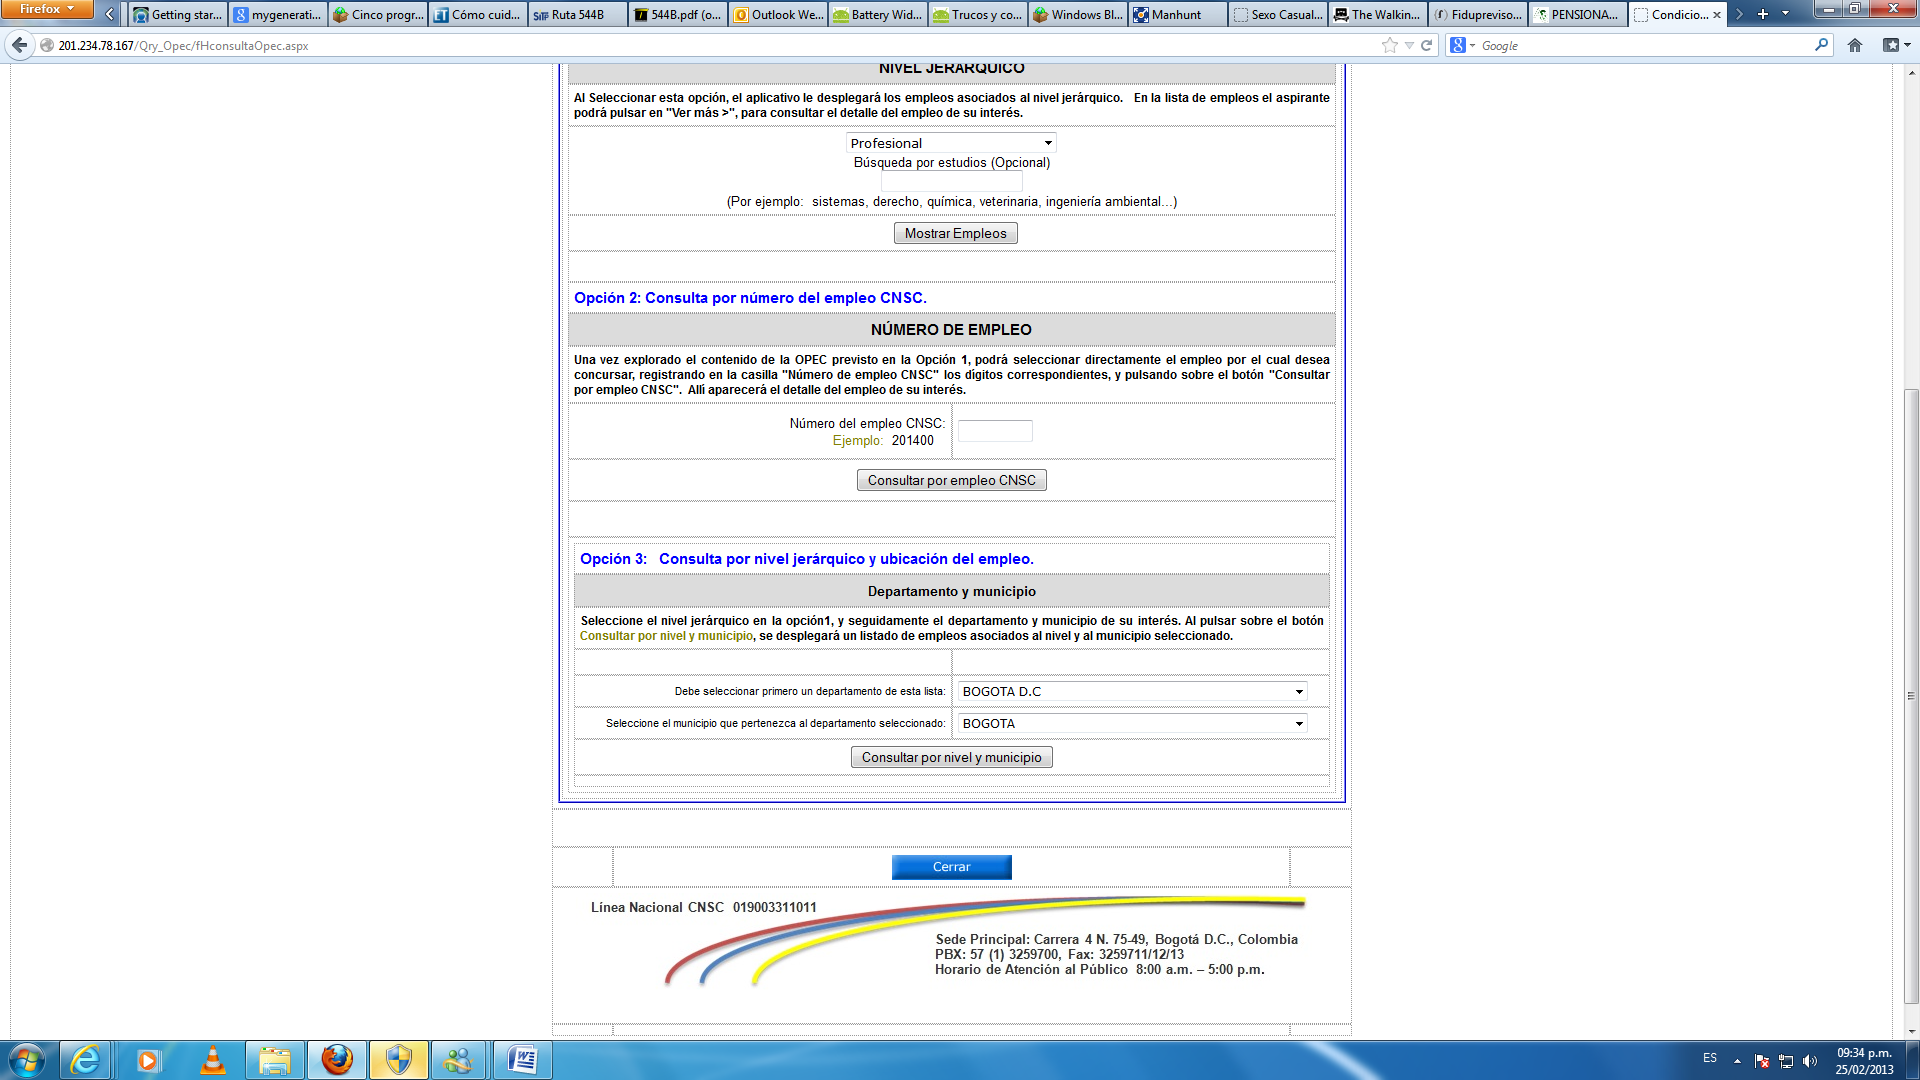 Firefox
Getting star...
mygenerati...
Cinco progr...
Cómo cuid...
SITP Ruta 544B
544B.pdf (o...
Outlook We...
Battery Wid...
Trucos y co...
Windows Bl...
Manhunt
Sexo Casual...
The Walkin...
Fiduprevisо...
PENSIONA...
Condicio...
201.234.78.167/Qry_Opec/fHconsultaOpec.aspx
Google
NIVEL JERÁRQUICO
Al Seleccionar esta opción, el aplicativo le desplegará los empleos asociados al nivel jerárquico. En la lista de empleos el aspirante
podrá pulsar en "Ver más >", para consultar el detalle del empleo de su interés.
Profesional
Búsqueda por estudios (Opcional)
(Por ejemplo: sistemas, derecho, química, veterinaria, ingeniería ambiental...)
Mostrar Empleos
Opción 2: Consulta por número del empleo CNSC.
NÚMERO DE EMPLEO
Una vez explorado el contenido de la OPEC previsto en la Opción 1, podrá seleccionar directamente el empleo por el cual desea
concursar, registrando en la casilla "Número de empleo CNSC" los dígitos correspondientes, y pulsando sobre el botón "Consultar
por empleo CNSC". Allí aparecerá el detalle del empleo de su interés.
Número del empleo CNSC:
Ejemplo: 201400
Consultar por empleo CNSC
Opción 3: Consulta por nivel jerárquico y ubicación del empleo.
Departamento y municipio
Seleccione el nivel jerárquico en la opción1, y seguidamente el departamento y municipio de su interés. Al pulsar sobre el botón
Consultar por nivel y municipio, se desplegará un listado de empleos asociados al nivel y al municipio seleccionado.
Debe seleccionar primero un departamento de esta lista: BOGOTA D.C
Seleccione el municipio que pertenezca al departamento seleccionado: BOGOTA
Consultar por nivel y municipio
Cerrar
Línea Nacional CNSC 019003311011
Sede Principal: Carrera 4 N. 75-49, Bogotá D.C., Colombia
PBX: 57 (1) 3259700, Fax: 3259711/12/13
Horario de Atención al Público 8:00 a.m. – 5:00 p.m.
ES
09:34 p.m.
25/02/2013